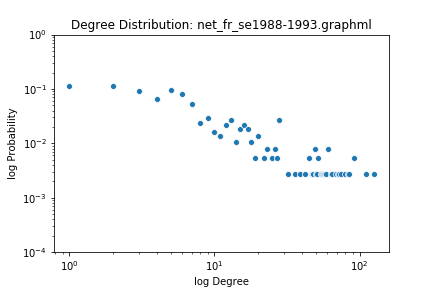 Degree Distribution: net_fr_se1988-1993.graphml
log Probability
10⁰
10⁻¹
10⁻²
10⁻³
10⁻⁴
10⁰ 10¹ 10²
log Degree